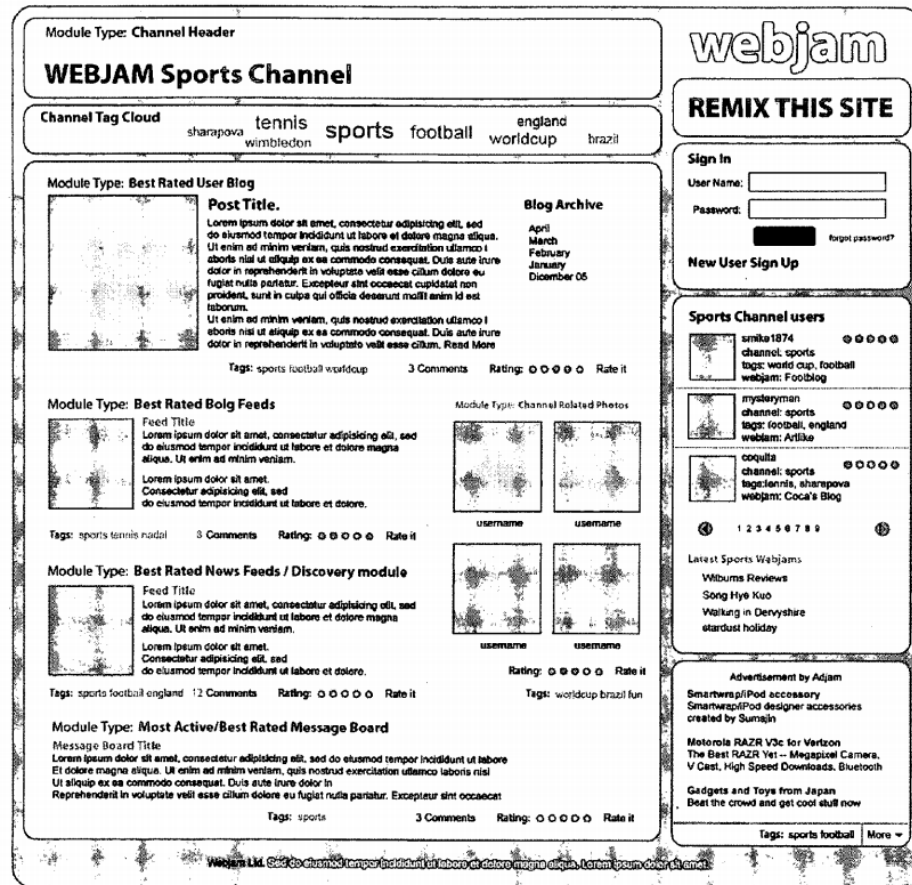 Module Type: Channel Header
WEBJAM Sports Channel
webjam
REMIX THIS SITE
Channel Tag Cloud
sharapova tennis wimbledon sports football england worldcup brazil
Module Type: Best Rated User Blog
Post Title.
Lorem ipsum dolor sit amet, consectetur adipisicing elit, sed
do eiusmod tempor incididunt ut labore et dolore magna aliqua.
Ut enim ad minim veniam, quis nostrud exercitation ullamco l
aboris nisi ut aliquip ex ea commodo consequat. Duis aute irure
dolor in reprehenderit in voluptate velit esse cillum dolore eu
fugiat nulla pariatur. Excepteur sint occaecat cupidatat non
proident, sunt in culpa qui officia deserunt mollit anim id est
laborum.
Ut enim ad minim veniam, quis nostrud exercitation ullamco l
aboris nisi ut aliquip ex ea commodo consequat. Duis aute irure
dolor in reprehenderit in voluptate velit esse cillum. Read More
Blog Archive
April
March
February
January
Dicember 05
Tags: sports football worldcup 3 Comments Rating: Rate it
Module Type: Best Rated Bolg Feeds
Feed Title
Lorem ipsum dolor sit amet, consectetur adipisicing elit, sed
do eiusmod tempor incididunt ut labore et dolore magna
aliqua. Ut enim ad minim veniam.
Lorem ipsum dolor sit amet.
Consectetur adipisicing elit, sed
do eiusmod tempor incididunt ut labore et dolore.
Tags: sports tennis nadal 3 Comments Rating: Rate it
Module Type: Best Rated News Feeds / Discovery module
Feed Title
Lorem ipsum dolor sit amet, consectetur adipisicing elit, sed
do eiusmod tempor incididunt ut labore et dolore magna
aliqua. Ut enim ad minim veniam.
Lorem ipsum dolor sit amet.
Consectetur adipisicing elit, sed
do eiusmod tempor incididunt ut labore et dolore.
Tags: sports football england 12 Comments Rating: Rate it
Module Type: Channel Related Photos
username username
username username
Rating: Rate it
Tags: worldcup brazil fun
Module Type: Most Active/Best Rated Message Board
Message Board Title
Lorem ipsum dolor sit amet, consectetur adipisicing elit, sed do eiusmod tempor incididunt ut labore
Et dolore magna aliqua. Ut enim ad minim veniam, quis nostrud exercitation ullamco laboris nisi
Ut aliquip ex ea commodo consequat. Duis aute irure dolor in
Reprehenderit in voluptate velit esse cillum dolore eu fugiat nulla pariatur. Excepteur sint occaecat
Tags: sports 3 Comments Rating: Rate it
Sign In
User Name:
Password:
forgot password?
New User Sign Up
Sports Channel users
smike1874
channel: sports
tags: world cup, football
webjam: Footblog
mysteryman
channel: sports
tags: football, england
webjam: Artlike
coquita
channel: sports
tags:tennis, sharapova
webjam: Coca's Blog
1 2 3 4 5 6 7 8 9
Latest Sports Webjams
Wilburns Reviews
Song Hye Kuo
Walking in Dervyshire
stardust holiday
Advertisement by Adjam
Smartwrap/iPod accessory
Smartwrap/iPod designer accessories
created by Sumajin
Motorola RAZR V3c for Verizon
The Best RAZR Yet -- Megapixel Camera,
V Cast, High Speed Downloads. Bluetooth
Gadgets and Toys from Japan
Beat the crowd and get cool stuff now
Tags: sports football More
Webjam Ltd. Sed do eiusmod tempor incididunt ut labore et dolore magna aliqua. Lorem ipsum dolor sit amet.